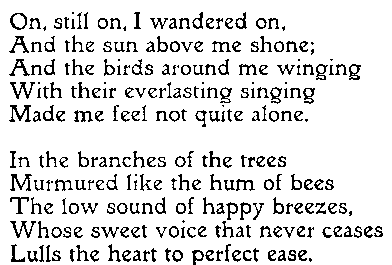 On, still on, I wandered on,
And the sun above me shone;
And the birds around me winging
With their everlasting singing
Made me feel not quite alone.

In the branches of the trees
Murmured like the hum of bees
The low sound of happy breezes,
Whose sweet voice that never ceases
Lulls the heart to perfect ease.